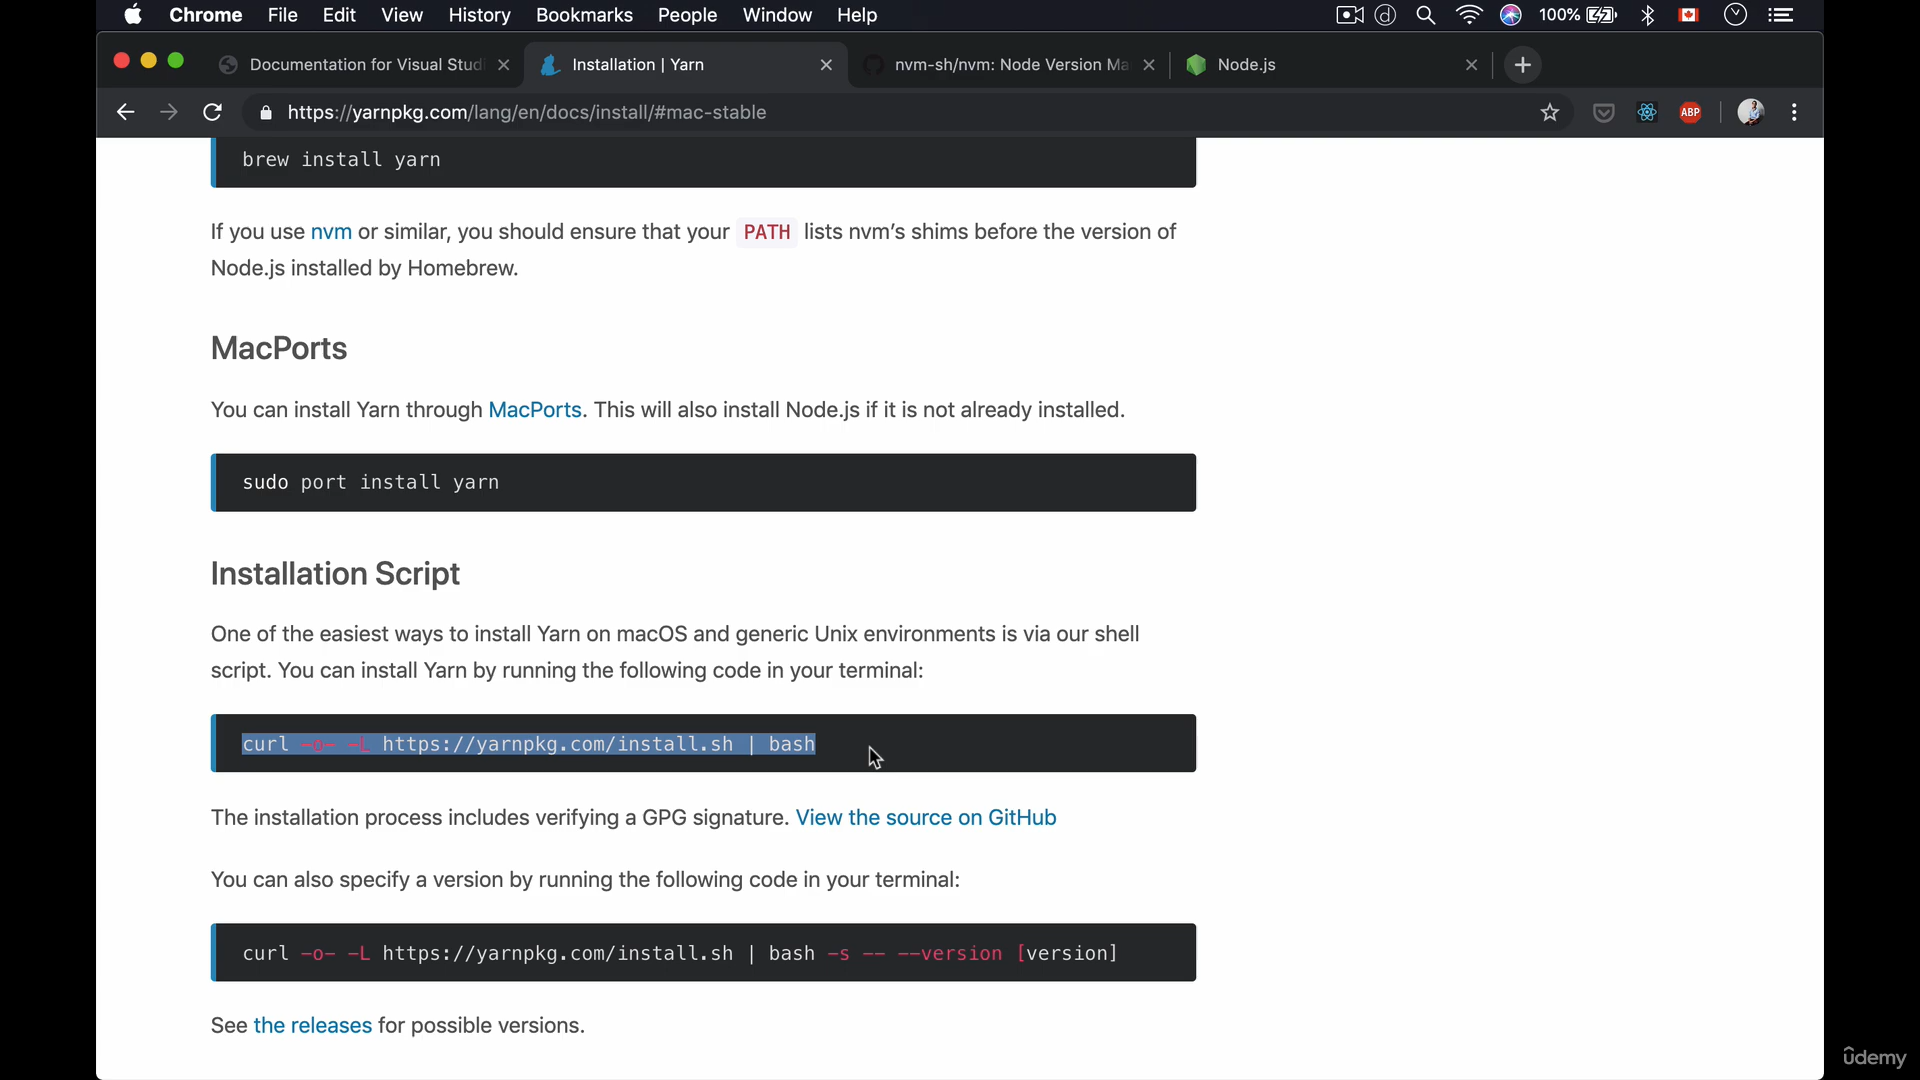 Chrome File Edit View History Bookmarks People Window Help 100%
Documentation for Visual Studi Installation | Yarn nvm-sh/nvm: Node Version Ma Node.js
https://yarnpkg.com/lang/en/docs/install/#mac-stable ABP
brew install yarn
If you use nvm or similar, you should ensure that your PATH lists nvm’s shims before the version of
Node.js installed by Homebrew.
MacPorts
You can install Yarn through MacPorts. This will also install Node.js if it is not already installed.
sudo port install yarn
Installation Script
One of the easiest ways to install Yarn on macOS and generic Unix environments is via our shell
script. You can install Yarn by running the following code in your terminal:
curl -o- -L https://yarnpkg.com/install.sh | bash
The installation process includes verifying a GPG signature. View the source on GitHub
You can also specify a version by running the following code in your terminal:
curl -o- -L https://yarnpkg.com/install.sh | bash -s -- --version [version]
See the releases for possible versions.
ûdemy